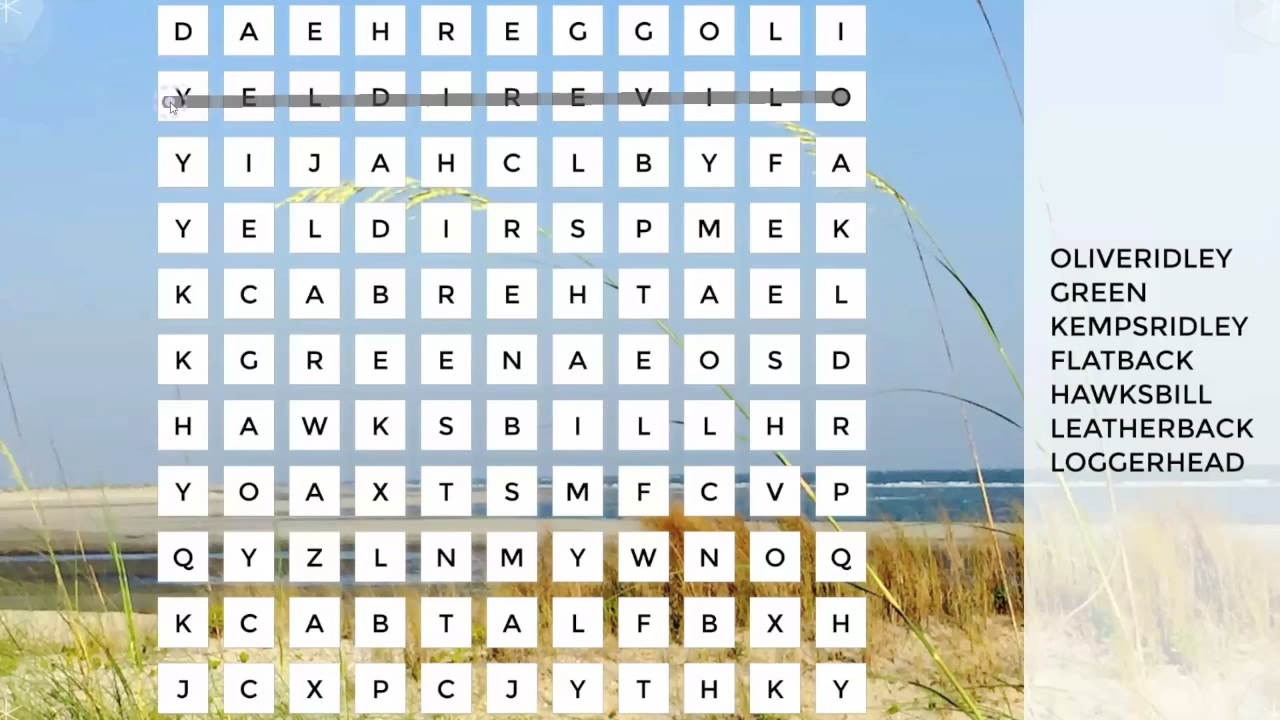 D A E H R E G G O L I
Y E L D I R E V I L O
Y I J A H C L B Y F A
Y E L D I R S P M E K
K C A B R E H T A E L
K G R E E N A E O S D
H A W K S B I L L H R
Y O A X T S M F C V P
Q Y Z L N M Y W N O Q
K C A B T A L F B X H
J C X P C J Y T H K Y
OLIVERIDLEY
GREEN
KEMPSRIDLEY
FLATBACK
HAWKSBILL
LEATHERBACK
LOGGERHEAD